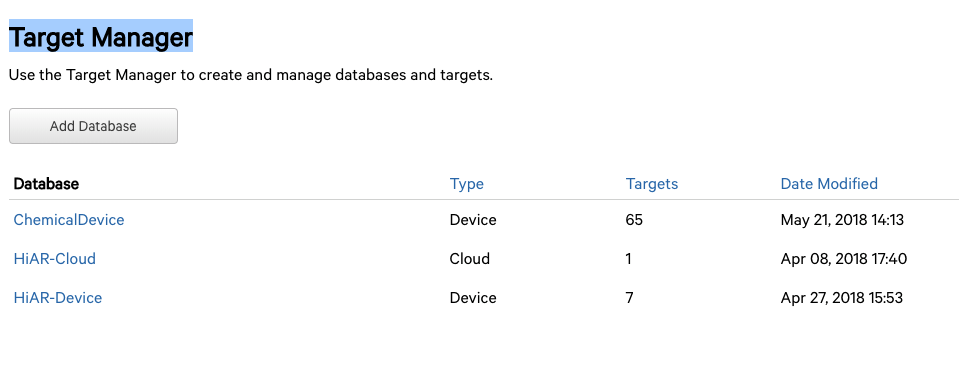 Target Manager
Use the Target Manager to create and manage databases and targets.
Add Database
Database Type Targets Date Modified
ChemicalDevice Device 65 May 21, 2018 14:13
HiAR-Cloud Cloud 1 Apr 08, 2018 17:40
HiAR-Device Device 7 Apr 27, 2018 15:53